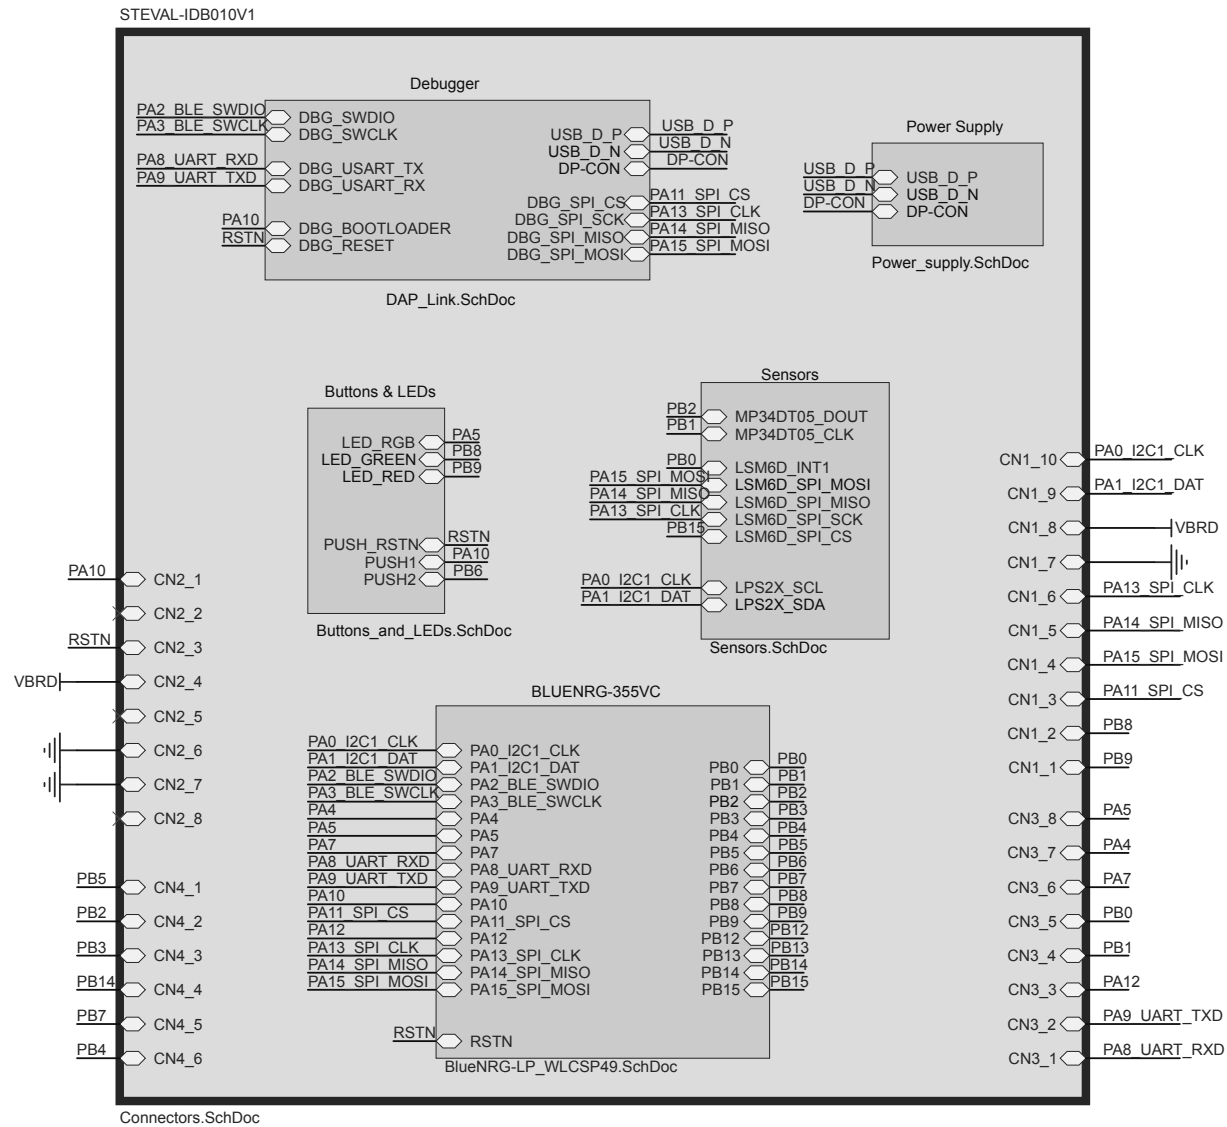 STEVAL-IDB010V1
Debugger
PA2_BLE_SWDIO
PA3_BLE_SWCLK
PA8_UART_RXD
PA9_UART_TXD
PA10
RSTN
DBG_SWDIO
DBG_SWCLK
DBG_USART_TX
DBG_USART_RX
DBG_BOOTLOADER
DBG_RESET
USB_D_P
USB_D_N
DP-CON
DBG_SPI_CS
DBG_SPI_SCK
DBG_SPI_MISO
DBG_SPI_MOSI
USB_D_P
USB_D_N
DP-CON
PA11_SPI_CS
PA13_SPI_CLK
PA14_SPI_MISO
PA15_SPI_MOSI
DAP_Link.SchDoc
Power Supply
USB_D_P
USB_D_N
DP-CON
USB_D_P
USB_D_N
DP-CON
Power_supply.SchDoc
Buttons & LEDs
LED_RGB
LED_GREEN
LED_RED
PUSH_RSTN
PUSH1
PUSH2
PA5
PB8
PB9
RSTN
PA10
PB6
Buttons_and_LEDs.SchDoc
Sensors
PB2
PB1
PB0
PA15_SPI_MOSI
PA14_SPI_MISO
PA13_SPI_CLK
PB15
PA0_I2C1_CLK
PA1_I2C1_DAT
MP34DT05_DOUT
MP34DT05_CLK
LSM6D_INT1
LSM6D_SPI_MOSI
LSM6D_SPI_MISO
LSM6D_SPI_SCK
LSM6D_SPI_CS
LPS2X_SCL
LPS2X_SDA
Sensors.SchDoc
PA10
RSTN
VBRD
CN2_1
CN2_2
CN2_3
CN2_4
CN2_5
CN2_6
CN2_7
CN2_8
PB5
PB2
PB3
PB14
PB7
PB4
CN4_1
CN4_2
CN4_3
CN4_4
CN4_5
CN4_6
BLUENRG-355VC
PA0_I2C1_CLK
PA1_I2C1_DAT
PA2_BLE_SWDIO
PA3_BLE_SWCLK
PA4
PA5
PA7
PA8_UART_RXD
PA9_UART_TXD
PA10
PA11_SPI_CS
PA12
PA13_SPI_CLK
PA14_SPI_MISO
PA15_SPI_MOSI
RSTN
PA0_I2C1_CLK
PA1_I2C1_DAT
PA2_BLE_SWDIO
PA3_BLE_SWCLK
PA4
PA5
PA7
PA8_UART_RXD
PA9_UART_TXD
PA10
PA11_SPI_CS
PA12
PA13_SPI_CLK
PA14_SPI_MISO
PA15_SPI_MOSI
RSTN
PB0
PB1
PB2
PB3
PB4
PB5
PB6
PB7
PB8
PB9
PB12
PB13
PB14
PB15
PB0
PB1
PB2
PB3
PB4
PB5
PB6
PB7
PB8
PB9
PB12
PB13
PB14
PB15
BlueNRG-LP_WLCSP49.SchDoc
CN1_10
CN1_9
CN1_8
CN1_7
CN1_6
CN1_5
CN1_4
CN1_3
CN1_2
CN1_1
PA0_I2C1_CLK
PA1_I2C1_DAT
VBRD
PA13_SPI_CLK
PA14_SPI_MISO
PA15_SPI_MOSI
PA11_SPI_CS
PB8
PB9
CN3_8
CN3_7
CN3_6
CN3_5
CN3_4
CN3_3
CN3_2
CN3_1
PA5
PA4
PA7
PB0
PB1
PA12
PA9_UART_TXD
PA8_UART_RXD
Connectors.SchDoc